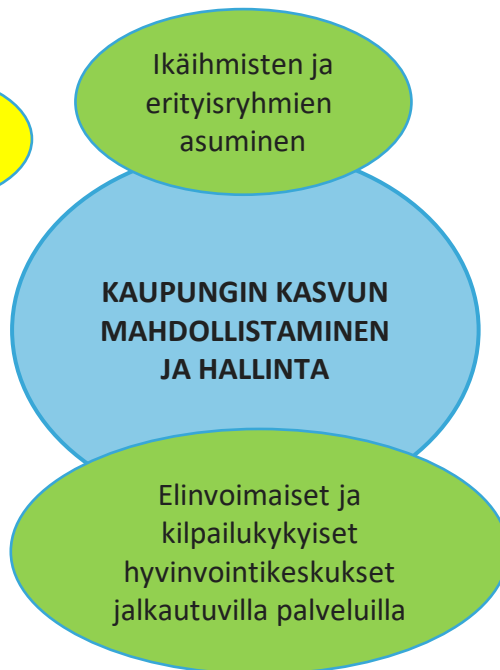 Ikäihmisten ja
erityisryhmien
asuminen
KAUPUNGIN KASVUN
MAHDOLLISTAMINEN
JA HALLINTA
Elinvoimaiset ja
kilpailukykyiset
hyvinvointikeskukset
jalkautuvilla palveluilla